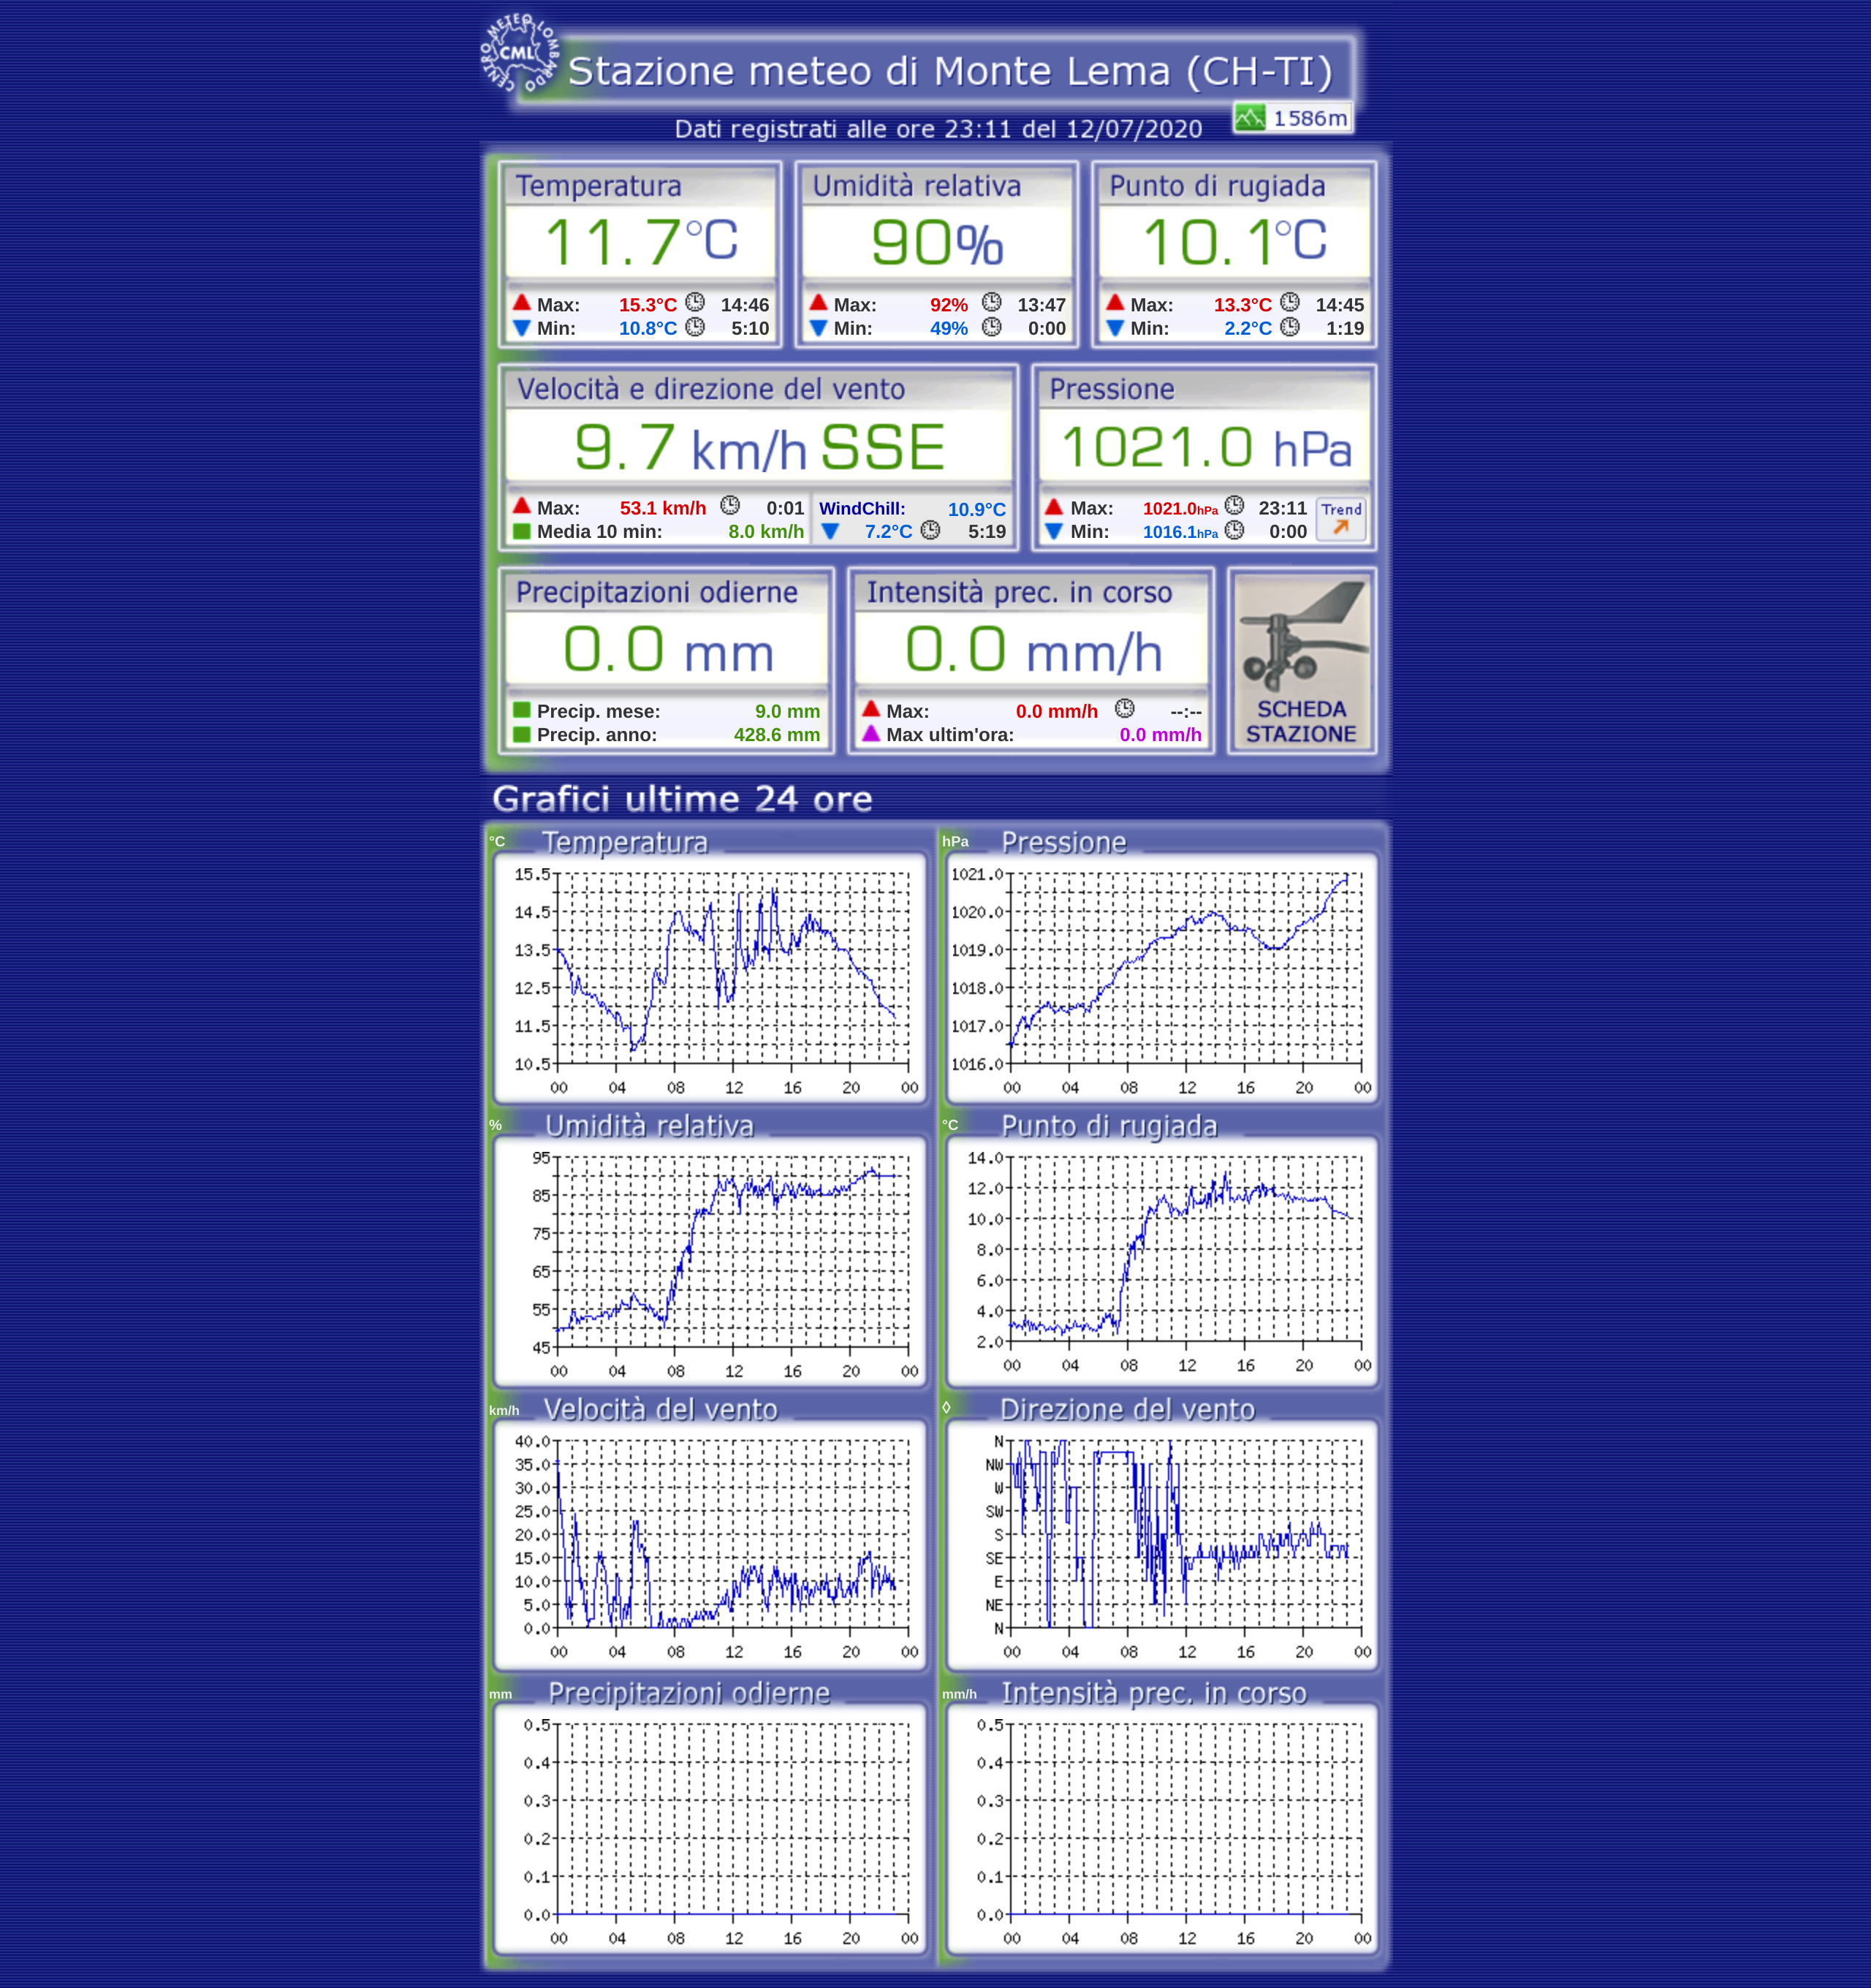 CENTRO METEO LOMBARDO
CML
Stazione meteo di Monte Lema (CH-TI)
1586m
Dati registrati alle ore 23:11 del 12/07/2020
Temperatura
11.7°C
Max: 15.3°C 14:46
Min: 10.8°C 5:10
Umidità relativa
90%
Max: 92% 13:47
Min: 49% 0:00
Punto di rugiada
10.1°C
Max: 13.3°C 14:45
Min: 2.2°C 1:19
Velocità e direzione del vento
9.7 km/h SSE
Max: 53.1 km/h 0:01
Media 10 min: 8.0 km/h
WindChill: 10.9°C
7.2°C 5:19
Pressione
1021.0 hPa
Max: 1021.0hPa 23:11
Min: 1016.1hPa 0:00
Trend
Precipitazioni odierne
0.0 mm
Precip. mese: 9.0 mm
Precip. anno: 428.6 mm
Intensità prec. in corso
0.0 mm/h
Max: 0.0 mm/h --:--
Max ultim'ora: 0.0 mm/h
SCHEDA
STAZIONE
Grafici ultime 24 ore
°C Temperatura
15.5
14.5
13.5
12.5
11.5
10.5
00 04 08 12 16 20 00
hPa Pressione
1021.0
1020.0
1019.0
1018.0
1017.0
1016.0
00 04 08 12 16 20 00
% Umidità relativa
95
85
75
65
55
45
00 04 08 12 16 20 00
°C Punto di rugiada
14.0
12.0
10.0
8.0
6.0
4.0
2.0
00 04 08 12 16 20 00
km/h Velocità del vento
40.0
35.0
30.0
25.0
20.0
15.0
10.0
5.0
0.0
00 04 08 12 16 20 00
◊ Direzione del vento
N
NW
W
SW
S
SE
E
NE
N
00 04 08 12 16 20 00
mm Precipitazioni odierne
0.5
0.4
0.3
0.2
0.1
0.0
00 04 08 12 16 20 00
mm/h Intensità prec. in corso
0.5
0.4
0.3
0.2
0.1
0.0
00 04 08 12 16 20 00